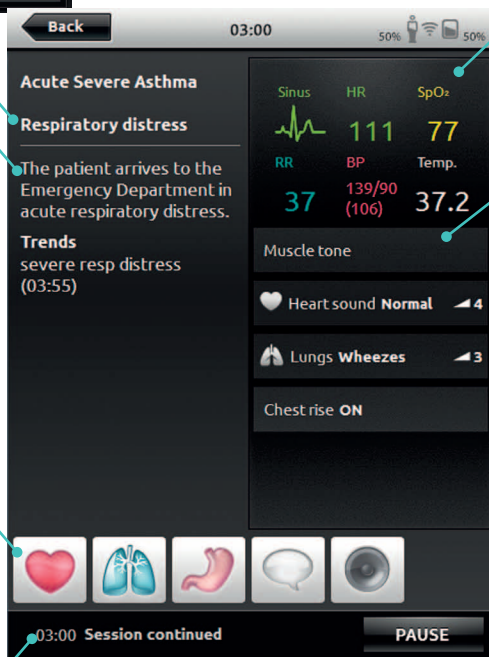 Back
03:00
50%
50%
Acute Severe Asthma
Respiratory distress
The patient arrives to the
Emergency Department in
acute respiratory distress.
Trends
severe resp distress
(03:55)
Sinus HR SpO₂
111 77
RR BP Temp.
37 139/90 37.2
(106)
Muscle tone
Heart sound Normal 4
Lungs Wheezes 3
Chest rise ON
03:00 Session continued
PAUSE